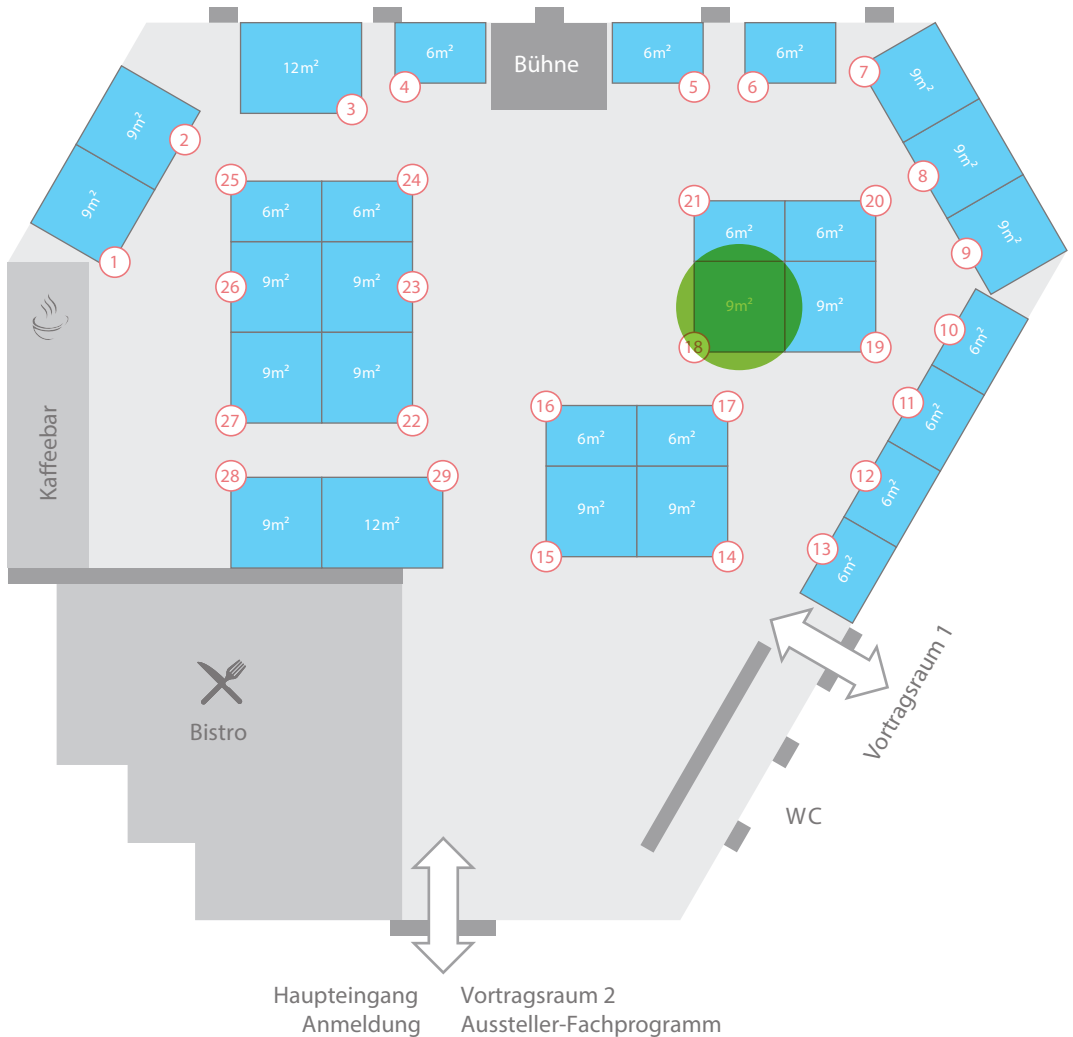 12m²
6m²
4
3
Bühne
6m²
5
6m²
6
7
9m²
9m²
8
9m²
9
9m²
2
9m²
1
25
24
6m²
6m²
26
9m²
9m²
23
9m²
9m²
27
22
21
20
6m²
6m²
9m²
9m²
18
19
10
6m²
11
6m²
12
6m²
13
6m²
16
17
6m²
6m²
9m²
9m²
15
14
28
29
9m²
12m²
Kaffeebar
Bistro
Vortragsraum 1
WC
Haupteingang
Anmeldung
Vortragsraum 2
Aussteller-Fachprogramm